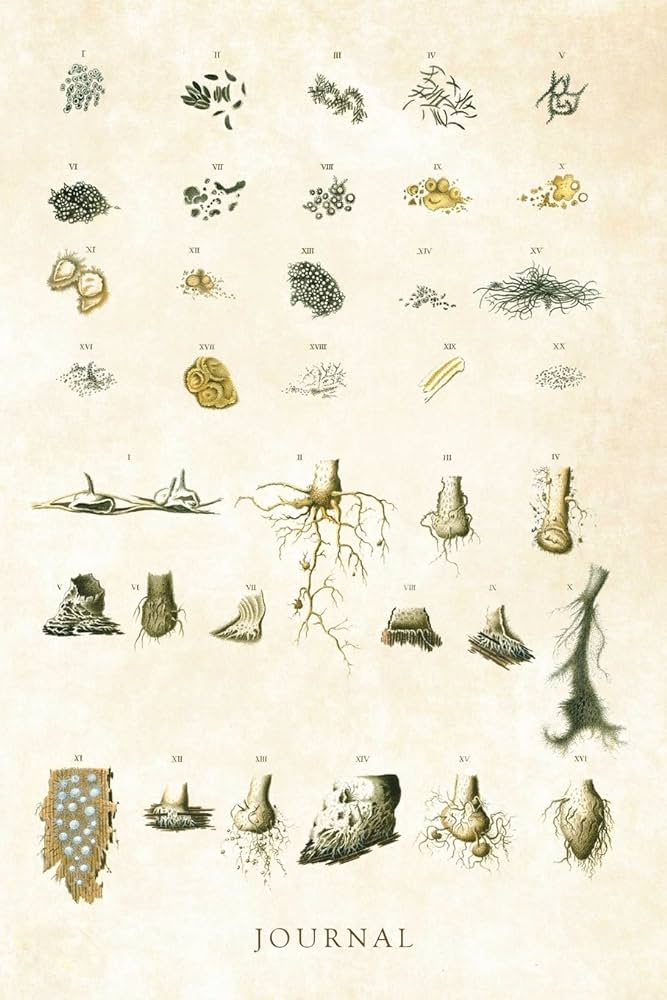 I II III IV V
VI VII VIII IX X
XI XII XIII XIV XV
XVI XVII XVIII XIX XX
I II III IV
V VI VII VIII IX X
XI XII XIII XIV XV XVI
JOURNAL